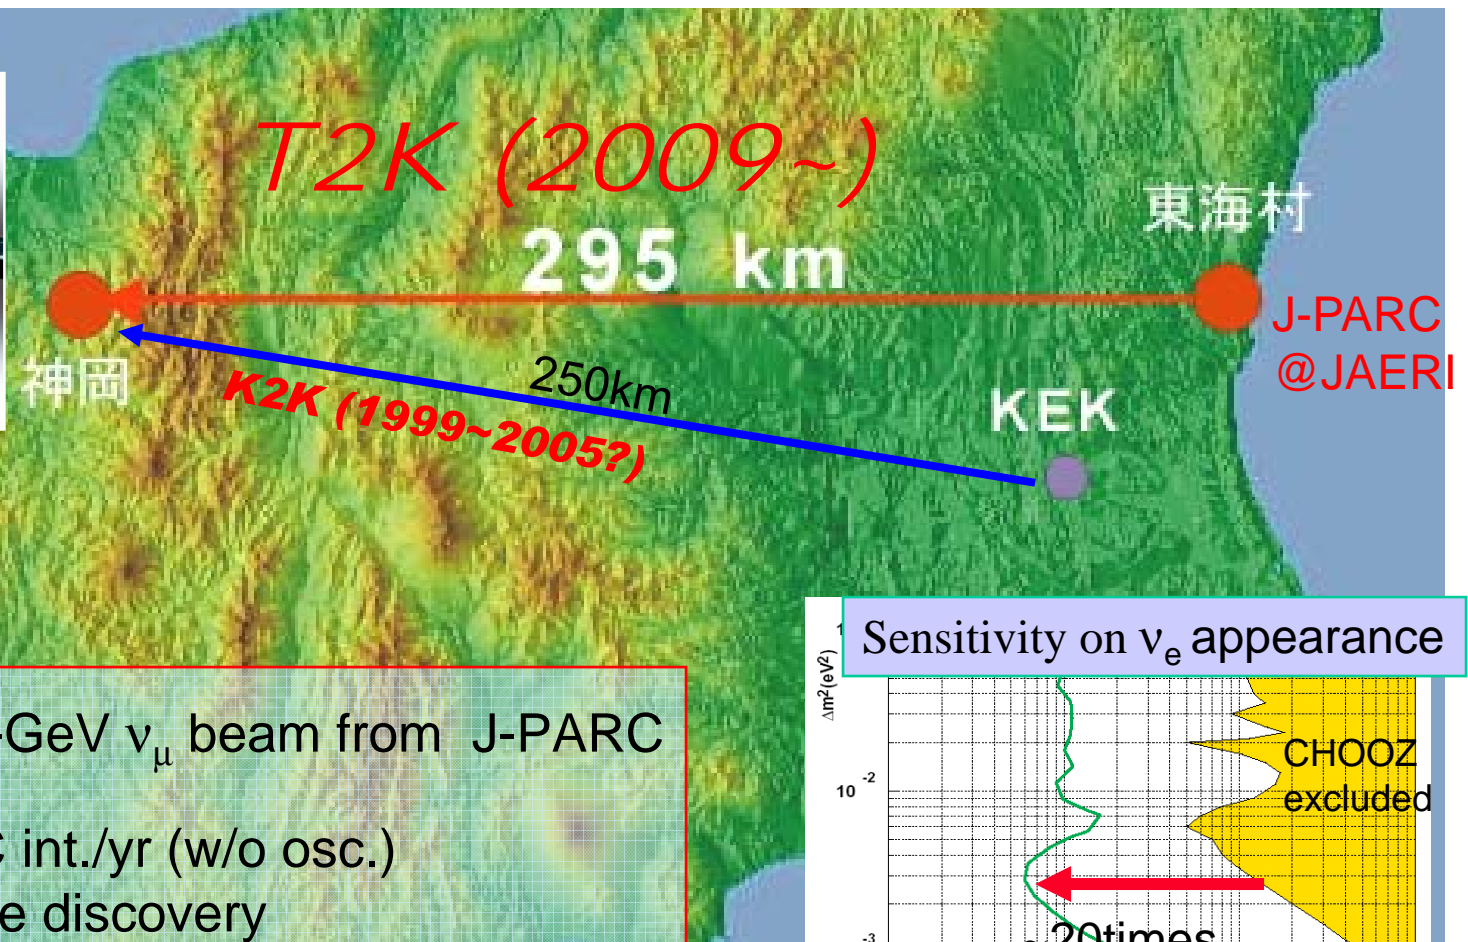 T2K (2009~)
295 km
東海村
J-PARC
@JAERI
神岡
250km
K2K (1999~2005?)
KEK
Sensitivity on νe appearance
Δm²(eV²)
-GeV νμ beam from J-PARC
CHOOZ
excluded
10 -2
int./yr (w/o osc.)
discovery
20times
-3